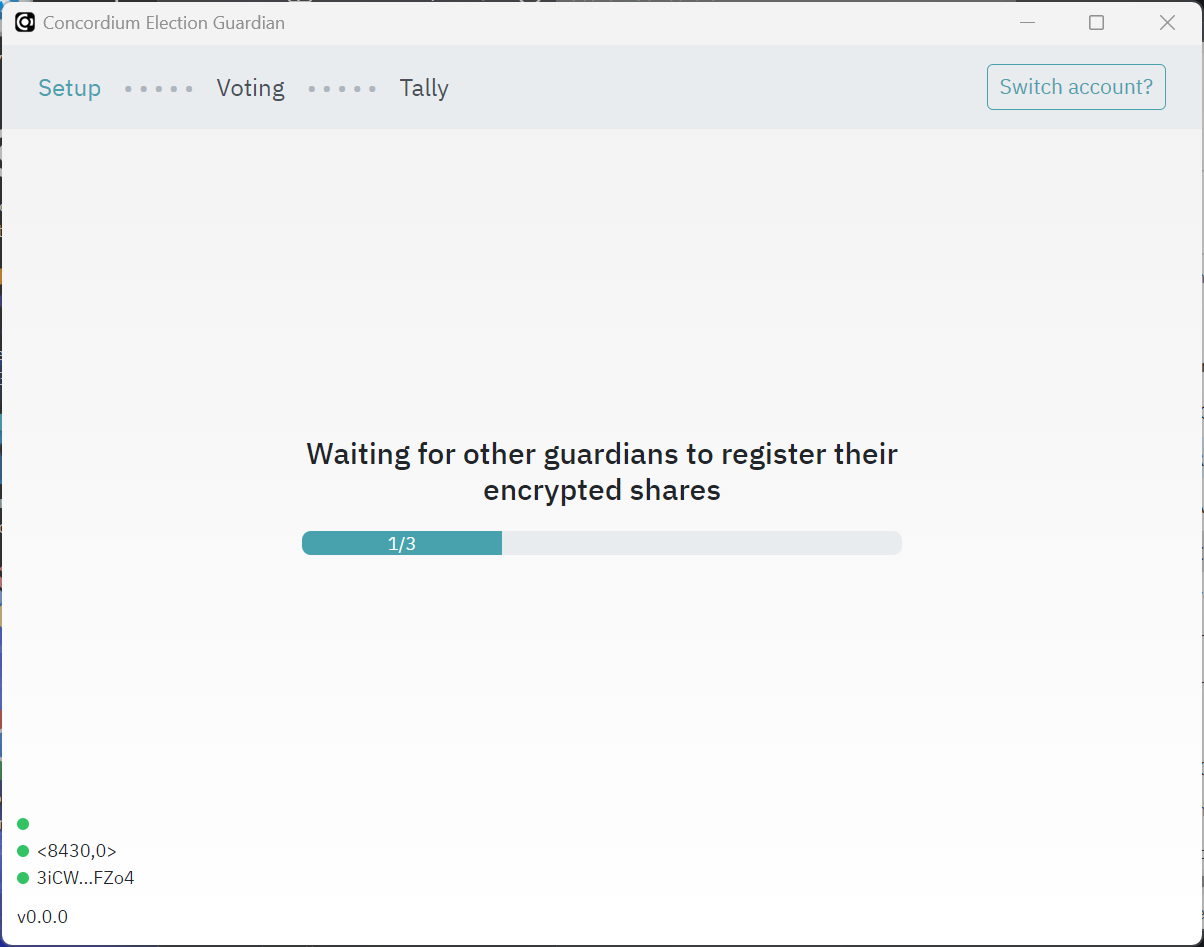 Concordium Election Guardian
Setup Voting Tally Switch account?
Waiting for other guardians to register their
encrypted shares
1/3
<8430,0>
3iCW...FZo4
v0.0.0